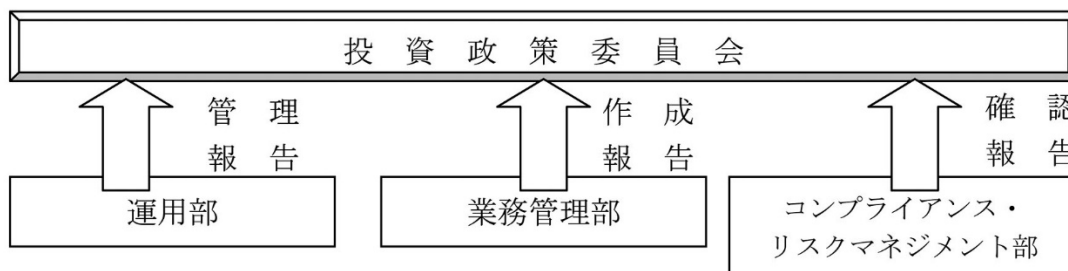 投資政策委員会
管理
報告
作成
報告
確認
報告
運用部
業務管理部
コンプライアンス・
リスクマネジメント部